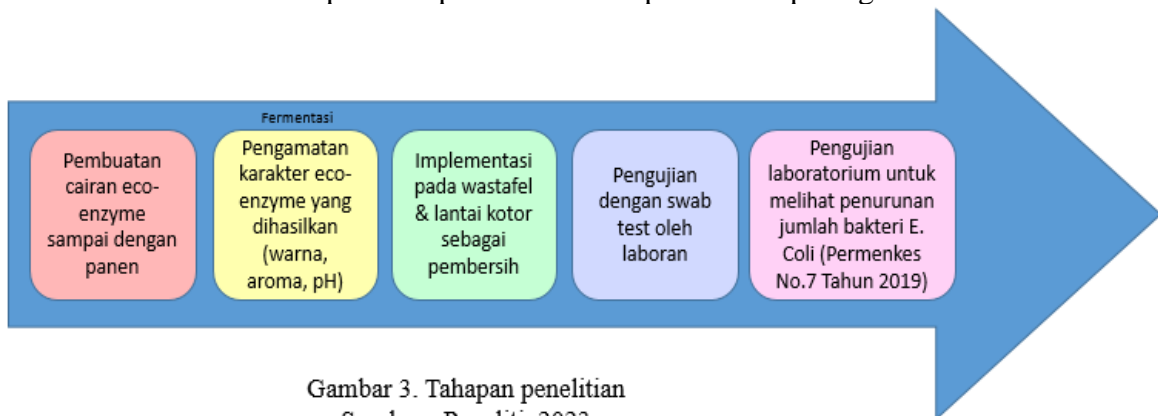 Fermentasi
Pembuatan
cairan eco-
enzyme
sampai dengan
panen
Pengamatan
karakter eco-
enzyme yang
dihasilkan
(warna,
aroma, pH)
Implementasi
pada wastafel
& lantai kotor
sebagai
pembersih
Pengujian
dengan swab
test oleh
laboran
Pengujian
laboratorium untuk
melihat penurunan
jumlah bakteri E.
Coli (Permenkes
No.7 Tahun 2019)
Gambar 3. Tahapan penelitian